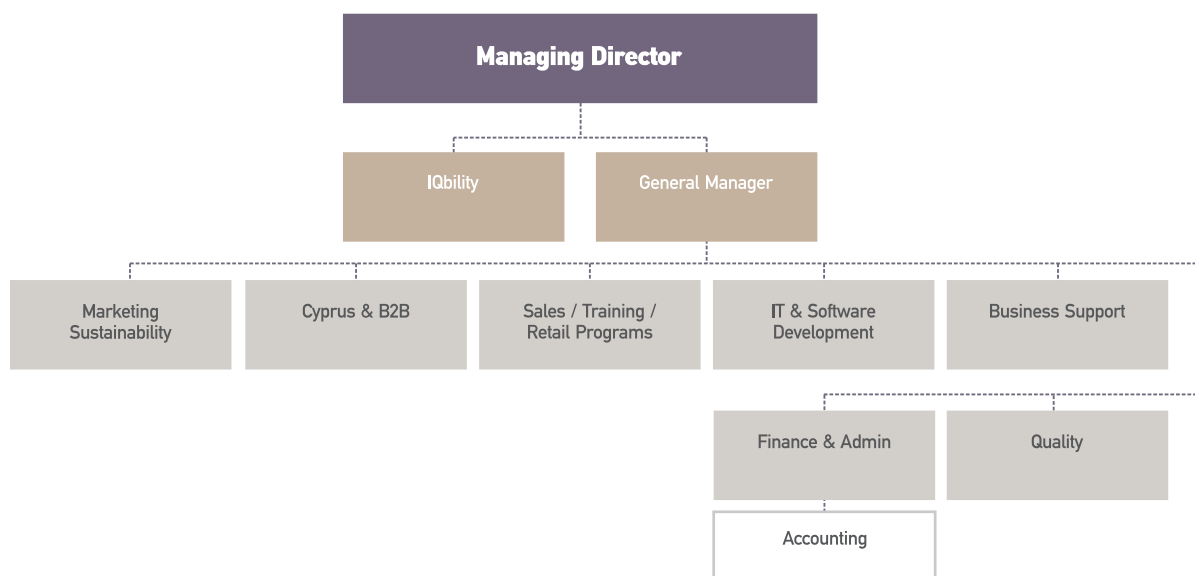 Managing Director
IQbility
General Manager
Marketing
Sustainability
Cyprus & B2B
Sales / Training /
Retail Programs
IT & Software
Development
Business Support
Finance & Admin
Quality
Accounting